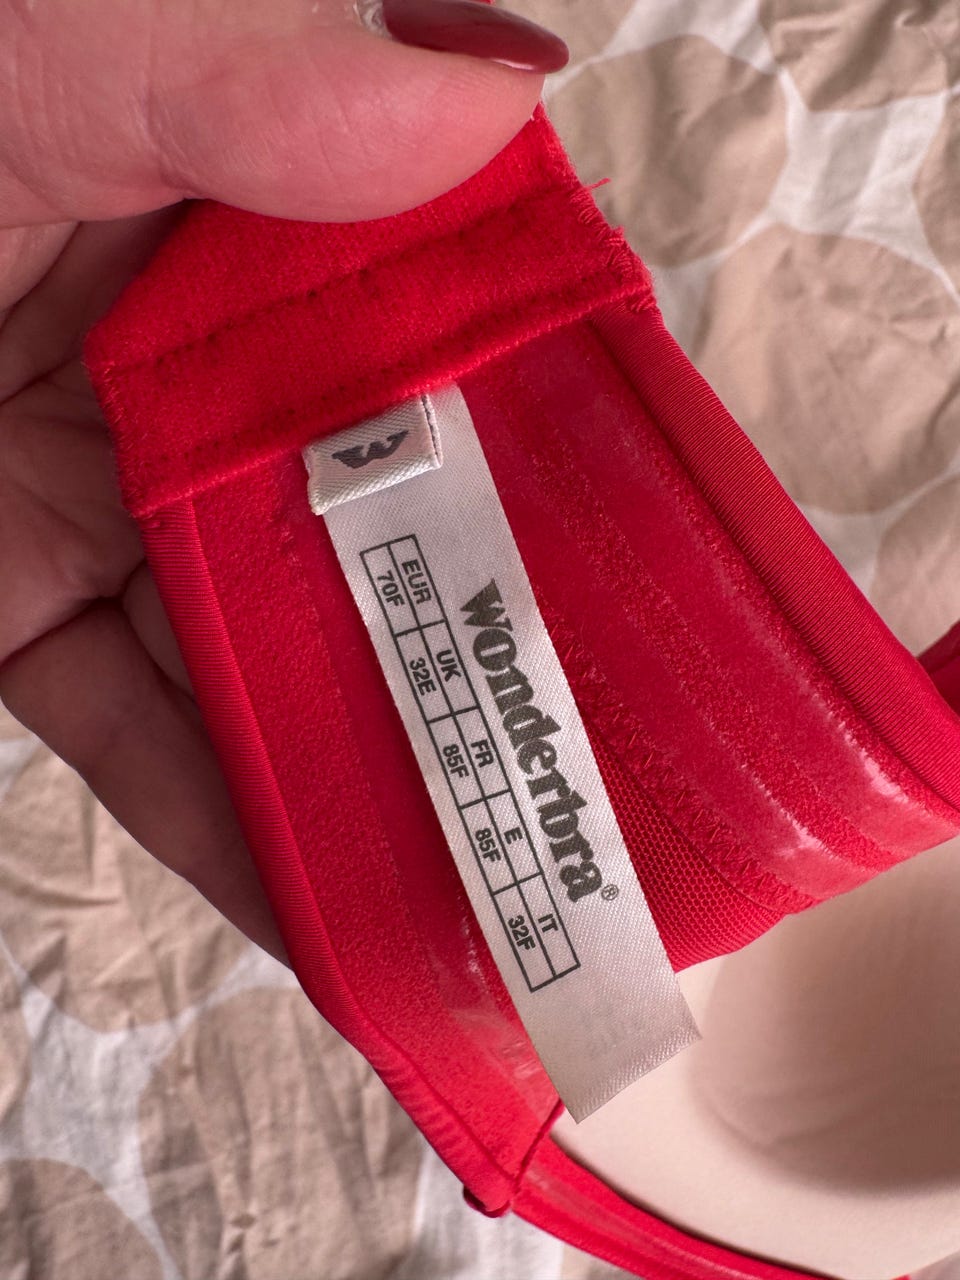 W
Wonderbra®
EUR UK FR E IT
70F 32E 85F 85F 32F